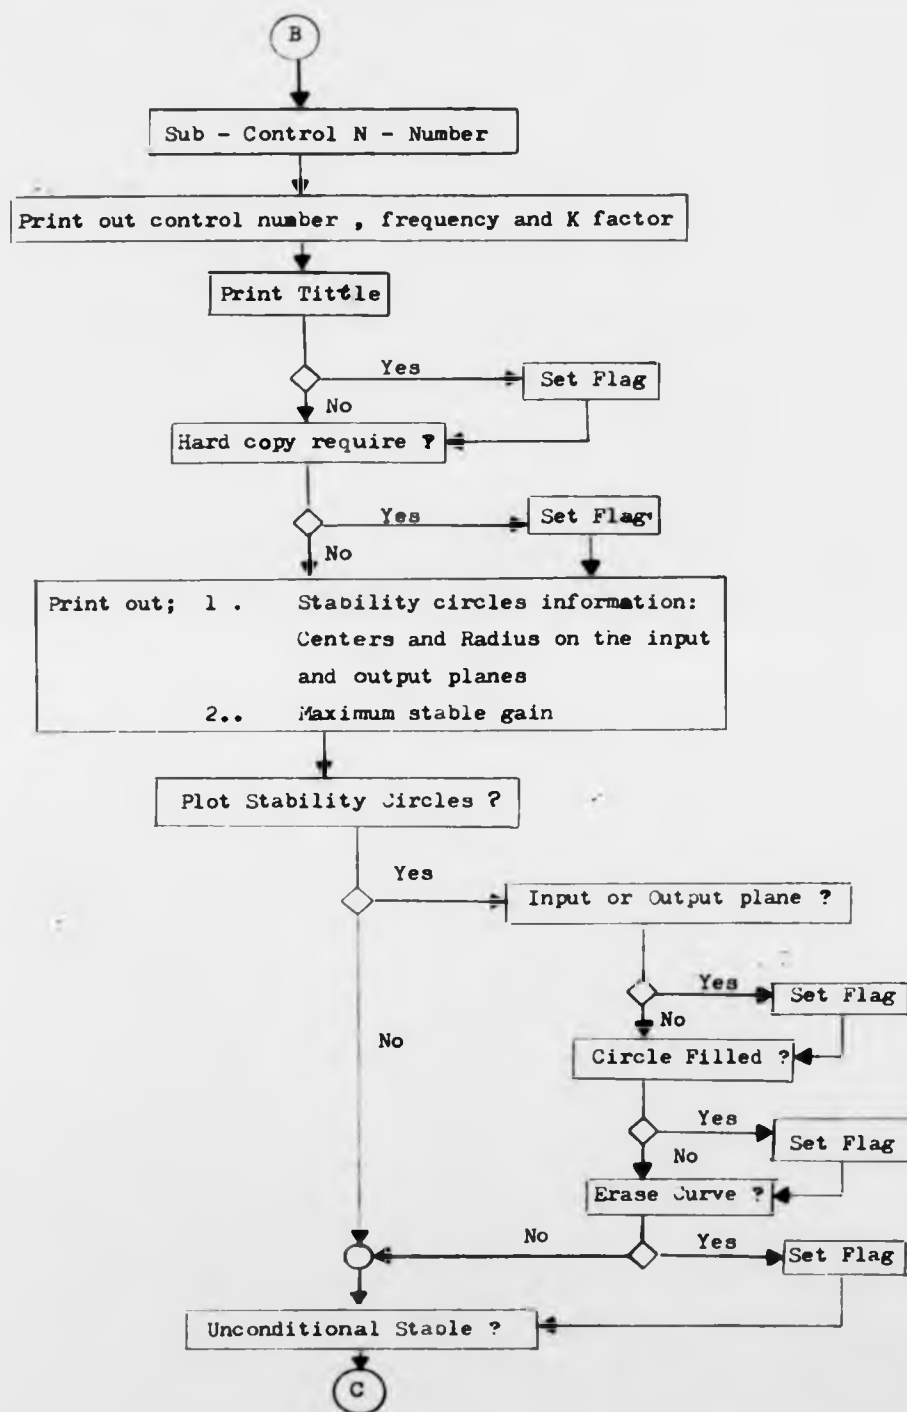 B
Sub - Control N - Number
Print out control number , frequency and K factor
Print Tittle
Yes
Set Flag
No
Hard copy require ?
Yes
Set Flag
No
Print out; 1 . Stability circles information:
Centers and Radius on the input
and output planes
2.. Maximum stable gain
Plot Stability Circles ?
Yes
Input or Output plane ?
Yes
Set Flag
No
No
Circle Filled ?
Yes
Set Flag
No
Erase Curve ?
No
Yes
Set Flag
Unconditional Stable ?
C